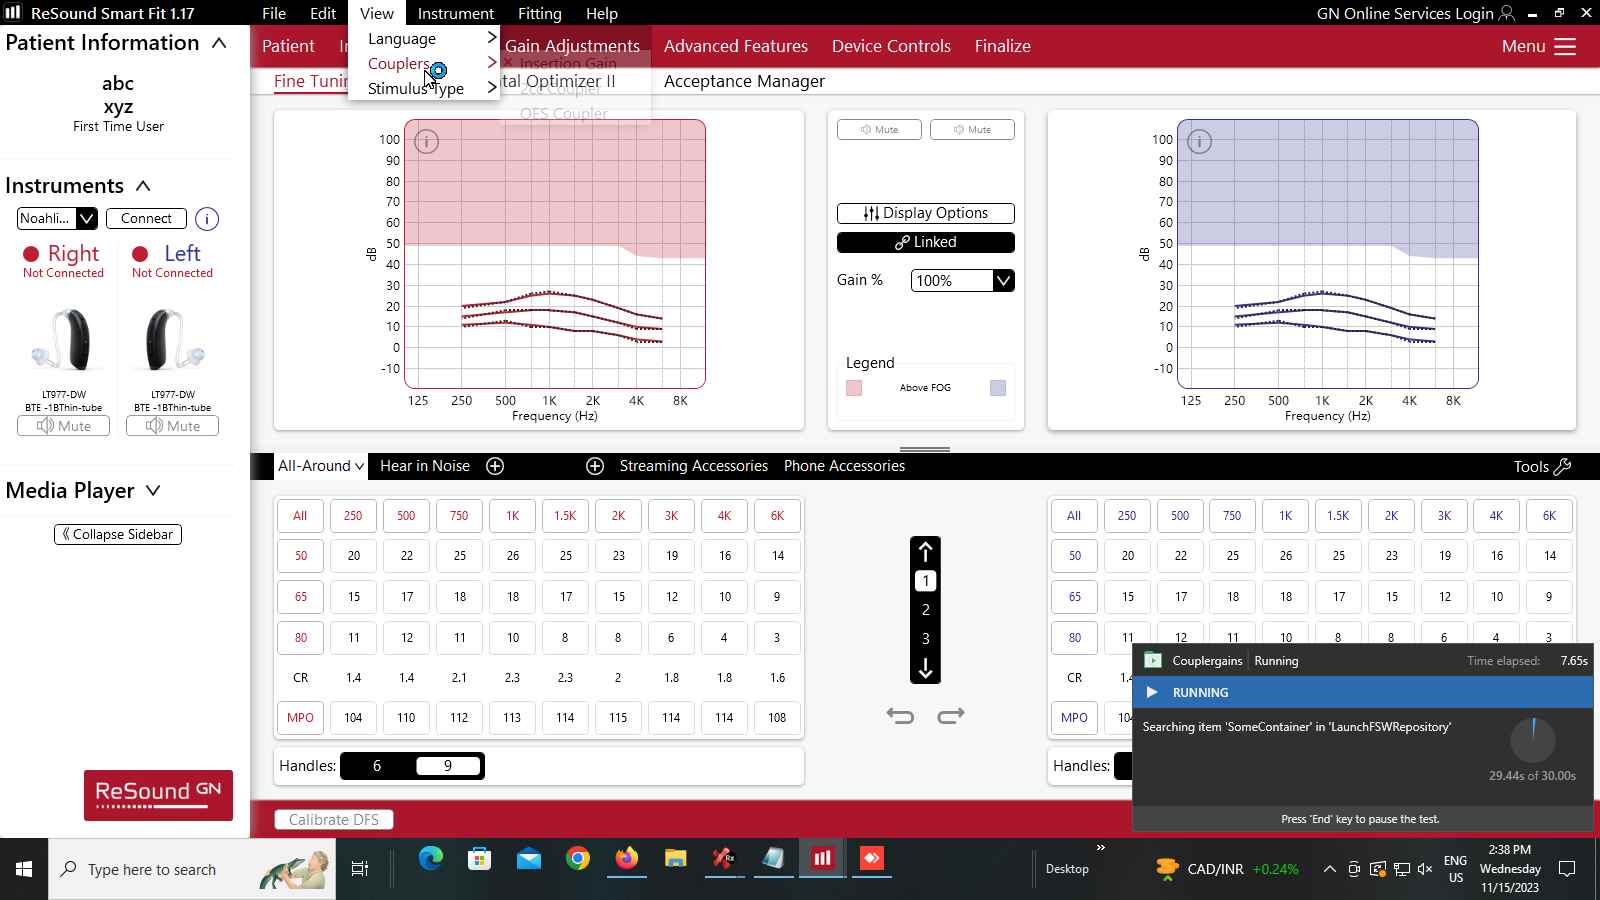 ReSound Smart Fit 1.17
File Edit View Instrument Fitting Help
GN Online Services Login
Patient Information
abc
xyz
First Time User
Instruments
Noahli... Connect i
Right Left
Not Connected Not Connected
LT977-DW LT977-DW
BTE -1BThin-tube BTE -1BThin-tube
Mute Mute
Media Player
Collapse Sidebar
ReSound GN
Patient Gain Adjustments Advanced Features Device Controls Finalize
Menu
Language
Couplers
Stimulus Type
Insertion Gain
2cc Coupler
OES Coupler
Fine Tunin tal Optimizer II Acceptance Manager
i
dB
100
90
80
70
60
50
40
30
20
10
0
-10
125 250 500 1K 2K 4K 8K
Frequency (Hz)
Mute Mute
Display Options
Linked
Gain % 100%
Legend
Above FOG
i
dB
100
90
80
70
60
50
40
30
20
10
0
-10
125 250 500 1K 2K 4K 8K
Frequency (Hz)
All-Around Hear in Noise Streaming Accessories Phone Accessories
Tools
All 250 500 750 1K 1.5K 2K 3K 4K 6K
50 20 22 25 26 25 23 19 16 14
65 15 17 18 18 17 15 12 10 9
80 11 12 11 10 8 8 6 4 3
CR 1.4 1.4 2.1 2.3 2.3 2 1.8 1.8 1.6
MPO 104 110 112 113 114 115 114 114 108
Handles: 6 9
1
2
3
All 250 500 750 1K 1.5K 2K 3K 4K 6K
50 20 22 25 26 25 23 19 16 14
65 15 17 18 18 17 15 12 10 9
80 11 12 11 10 8 8 6 4 3
CR
MPO
Handles:
Couplergains Running Time elapsed: 7.65s
RUNNING
Searching item 'SomeContainer' in 'LaunchFSWRepository'
29.44s of 30.00s
Press 'End' key to pause the test.
Calibrate DFS
Type here to search
Desktop
CAD/INR +0.24%
ENG
US
2:38 PM
Wednesday
11/15/2023